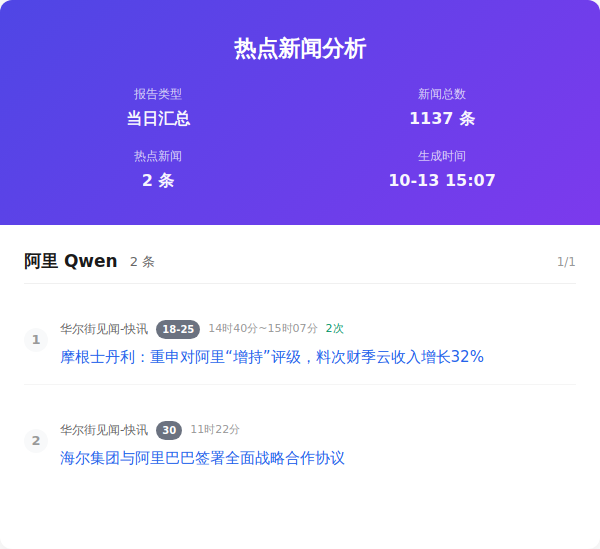 热点新闻分析
报告类型
新闻总数
当日汇总
1137 条
热点新闻
生成时间
2 条
10-13 15:07
阿里 Qwen 2 条 1/1
1 华尔街见闻-快讯 18-25 14时40分~15时07分 2次
摩根士丹利：重申对阿里“增持”评级，料次财季云收入增长32%
2 华尔街见闻-快讯 30 11时22分
海尔集团与阿里巴巴签署全面战略合作协议